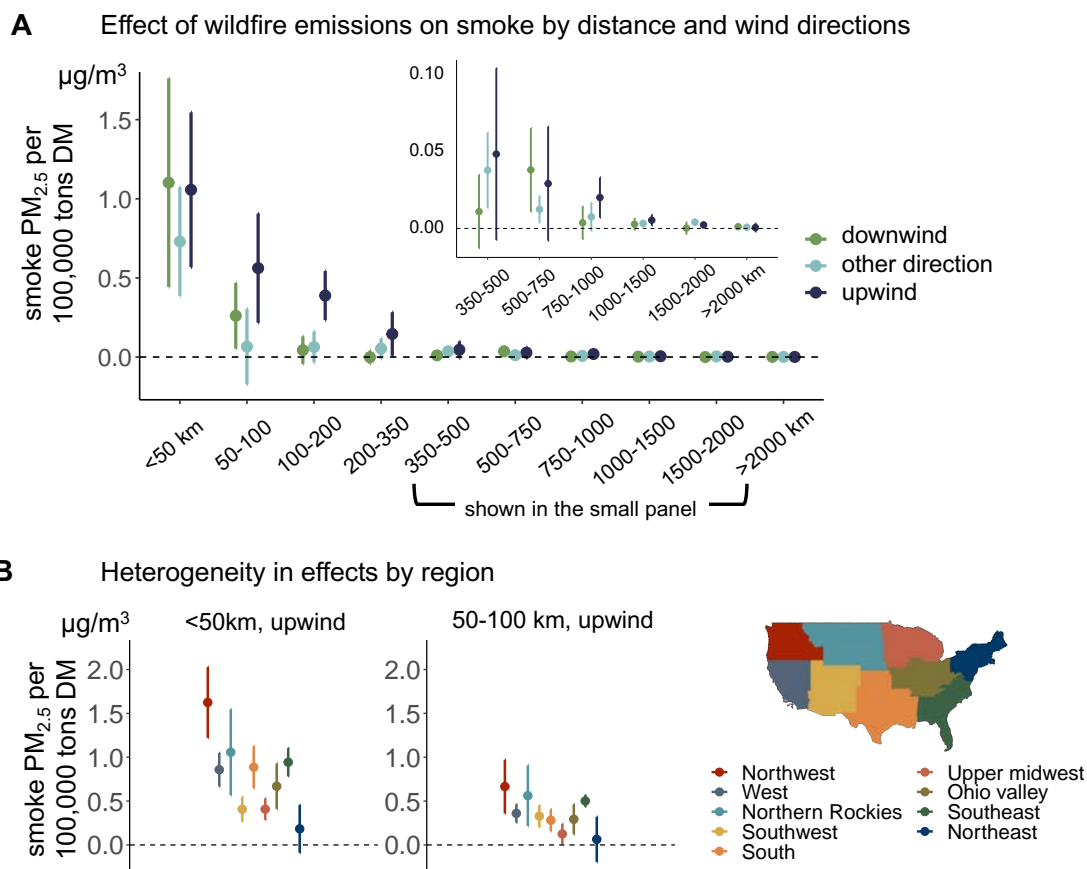 A Effect of wildfire emissions on smoke by distance and wind directions
μg/m³
smoke PM2.5 per
100,000 tons DM
1.5
1.0
0.5
0.0
<50 km
50-100
100-200
200-350
350-500
500-750
750-1000
1000-1500
1500-2000
>2000 km
shown in the small panel
0.10
0.05
0.00
350-500
500-750
750-1000
1000-1500
1500-2000
>2000 km
downwind
other direction
upwind
B Heterogeneity in effects by region
μg/m³
<50km, upwind
50-100 km, upwind
smoke PM2.5 per
100,000 tons DM
2.0
1.5
1.0
0.5
0.0
2.0
1.5
1.0
0.5
0.0
Northwest
West
Northern Rockies
Southwest
South
Upper midwest
Ohio valley
Southeast
Northeast